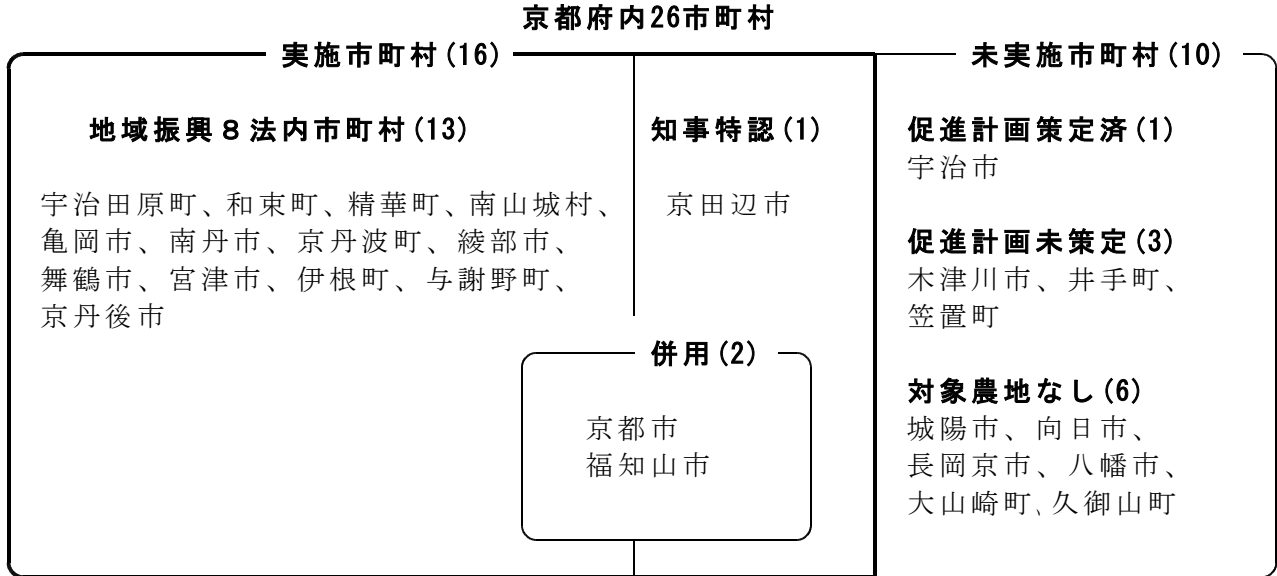 京都府内26市町村
実施市町村(16)
地域振興8法内市町村(13)
宇治田原町、和束町、精華町、南山城村、
亀岡市、南丹市、京丹波町、綾部市、
舞鶴市、宮津市、伊根町、与謝野町、
京丹後市
知事特認(1)
京田辺市
併用(2)
京都市
福知山市
未実施市町村(10)
促進計画策定済(1)
宇治市
促進計画未策定(3)
木津川市、井手町、
笠置町
対象農地なし(6)
城陽市、向日市、
長岡京市、八幡市、
大山崎町、久御山町